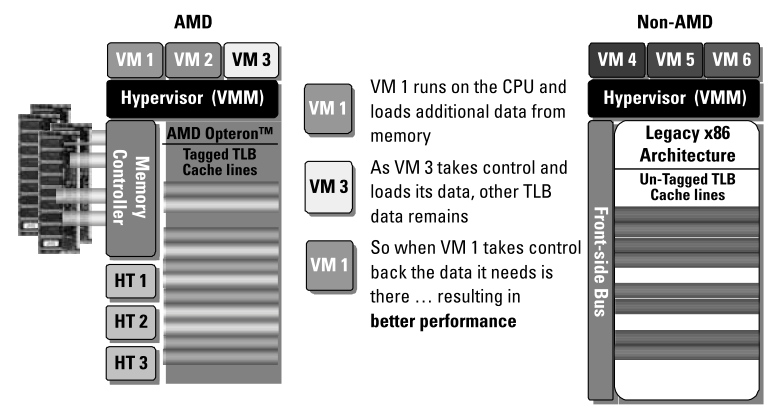 AMD
VM 1
VM 2
VM 3
Hypervisor (VMM)
Memory
Controller
AMD Opteron™
Tagged TLB
Cache lines
HT 1
HT 2
HT 3
VM 1
VM 1 runs on the CPU and
loads additional data from
memory
VM 3
As VM 3 takes control and
loads its data, other TLB
data remains
VM 1
So when VM 1 takes control
back the data it needs is
there … resulting in
better performance
Non-AMD
VM 4
VM 5
VM 6
Hypervisor (VMM)
Front-side Bus
Legacy x86
Architecture
Un-Tagged TLB
Cache lines